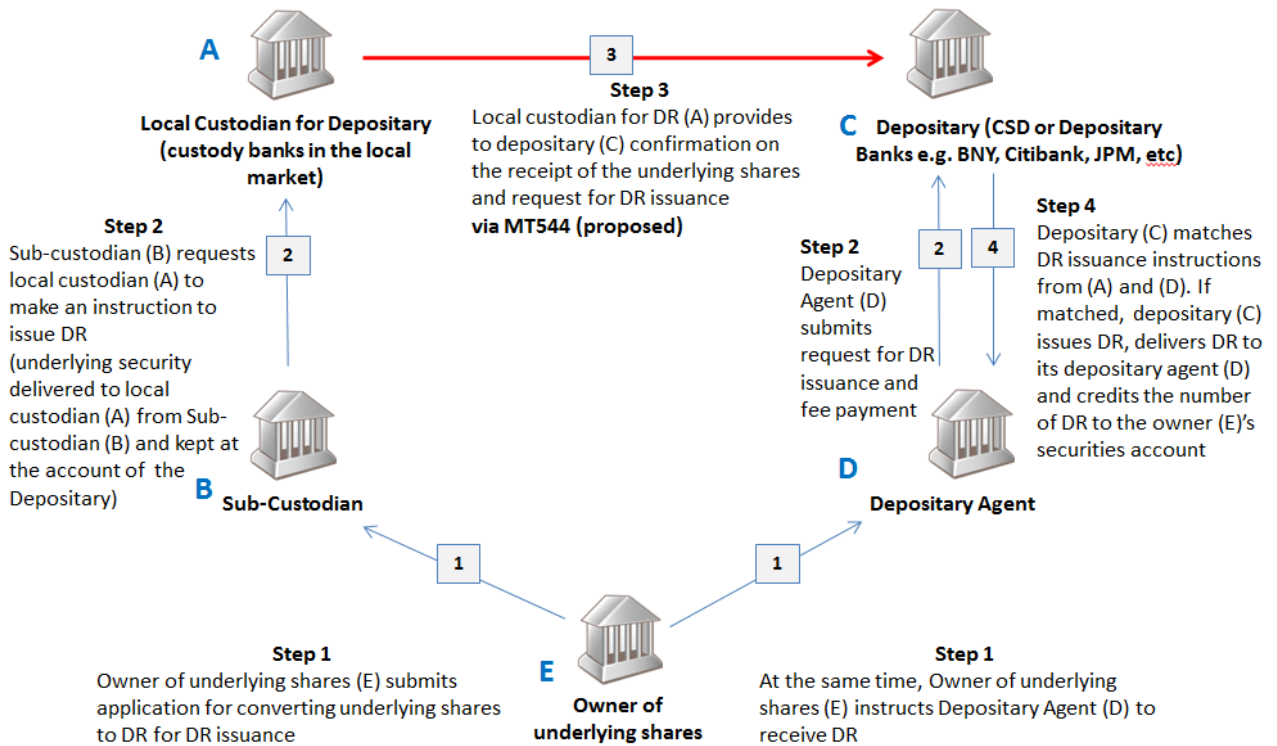 A
3
Step 3
Local custodian for DR (A) provides
to depositary (C) confirmation on
the receipt of the underlying shares
and request for DR issuance
via MT544 (proposed)
Local Custodian for Depositary
(custody banks in the local
market)
C
Depositary (CSD or Depositary
Banks e.g. BNY, Citibank, JPM, etc)
Step 2
Sub-custodian (B) requests
local custodian (A) to
make an instruction to
issue DR
(underlying security
delivered to local
custodian (A) from Sub-
custodian (B) and kept at
the account of the
Depositary)
2
Step 2
Depositary
Agent (D)
submits
request for DR
issuance and
fee payment
2
4
Step 4
Depositary (C) matches
DR issuance instructions
from (A) and (D). If
matched, depositary (C)
issues DR, delivers DR to
its depositary agent (D)
and credits the number
of DR to the owner (E)'s
securities account
B
Sub-Custodian
D
Depositary Agent
1
1
Step 1
Owner of underlying shares (E) submits
application for converting underlying shares
to DR for DR issuance
E
Owner of
underlying shares
Step 1
At the same time, Owner of underlying
shares (E) instructs Depositary Agent (D) to
receive DR